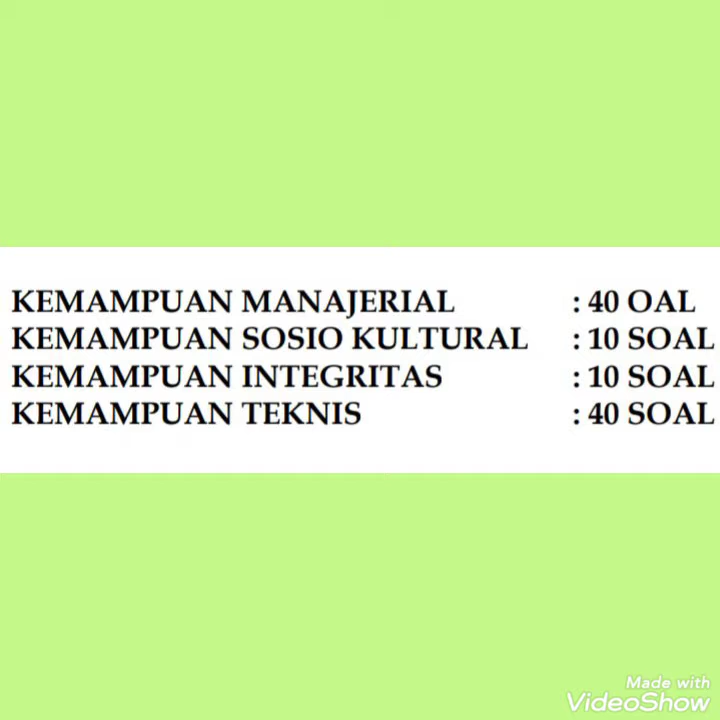 KEMAMPUAN MANAJERIAL : 40 OAL
KEMAMPUAN SOSIO KULTURAL : 10 SOAL
KEMAMPUAN INTEGRITAS : 10 SOAL
KEMAMPUAN TEKNIS : 40 SOAL
Made with
VideoShow